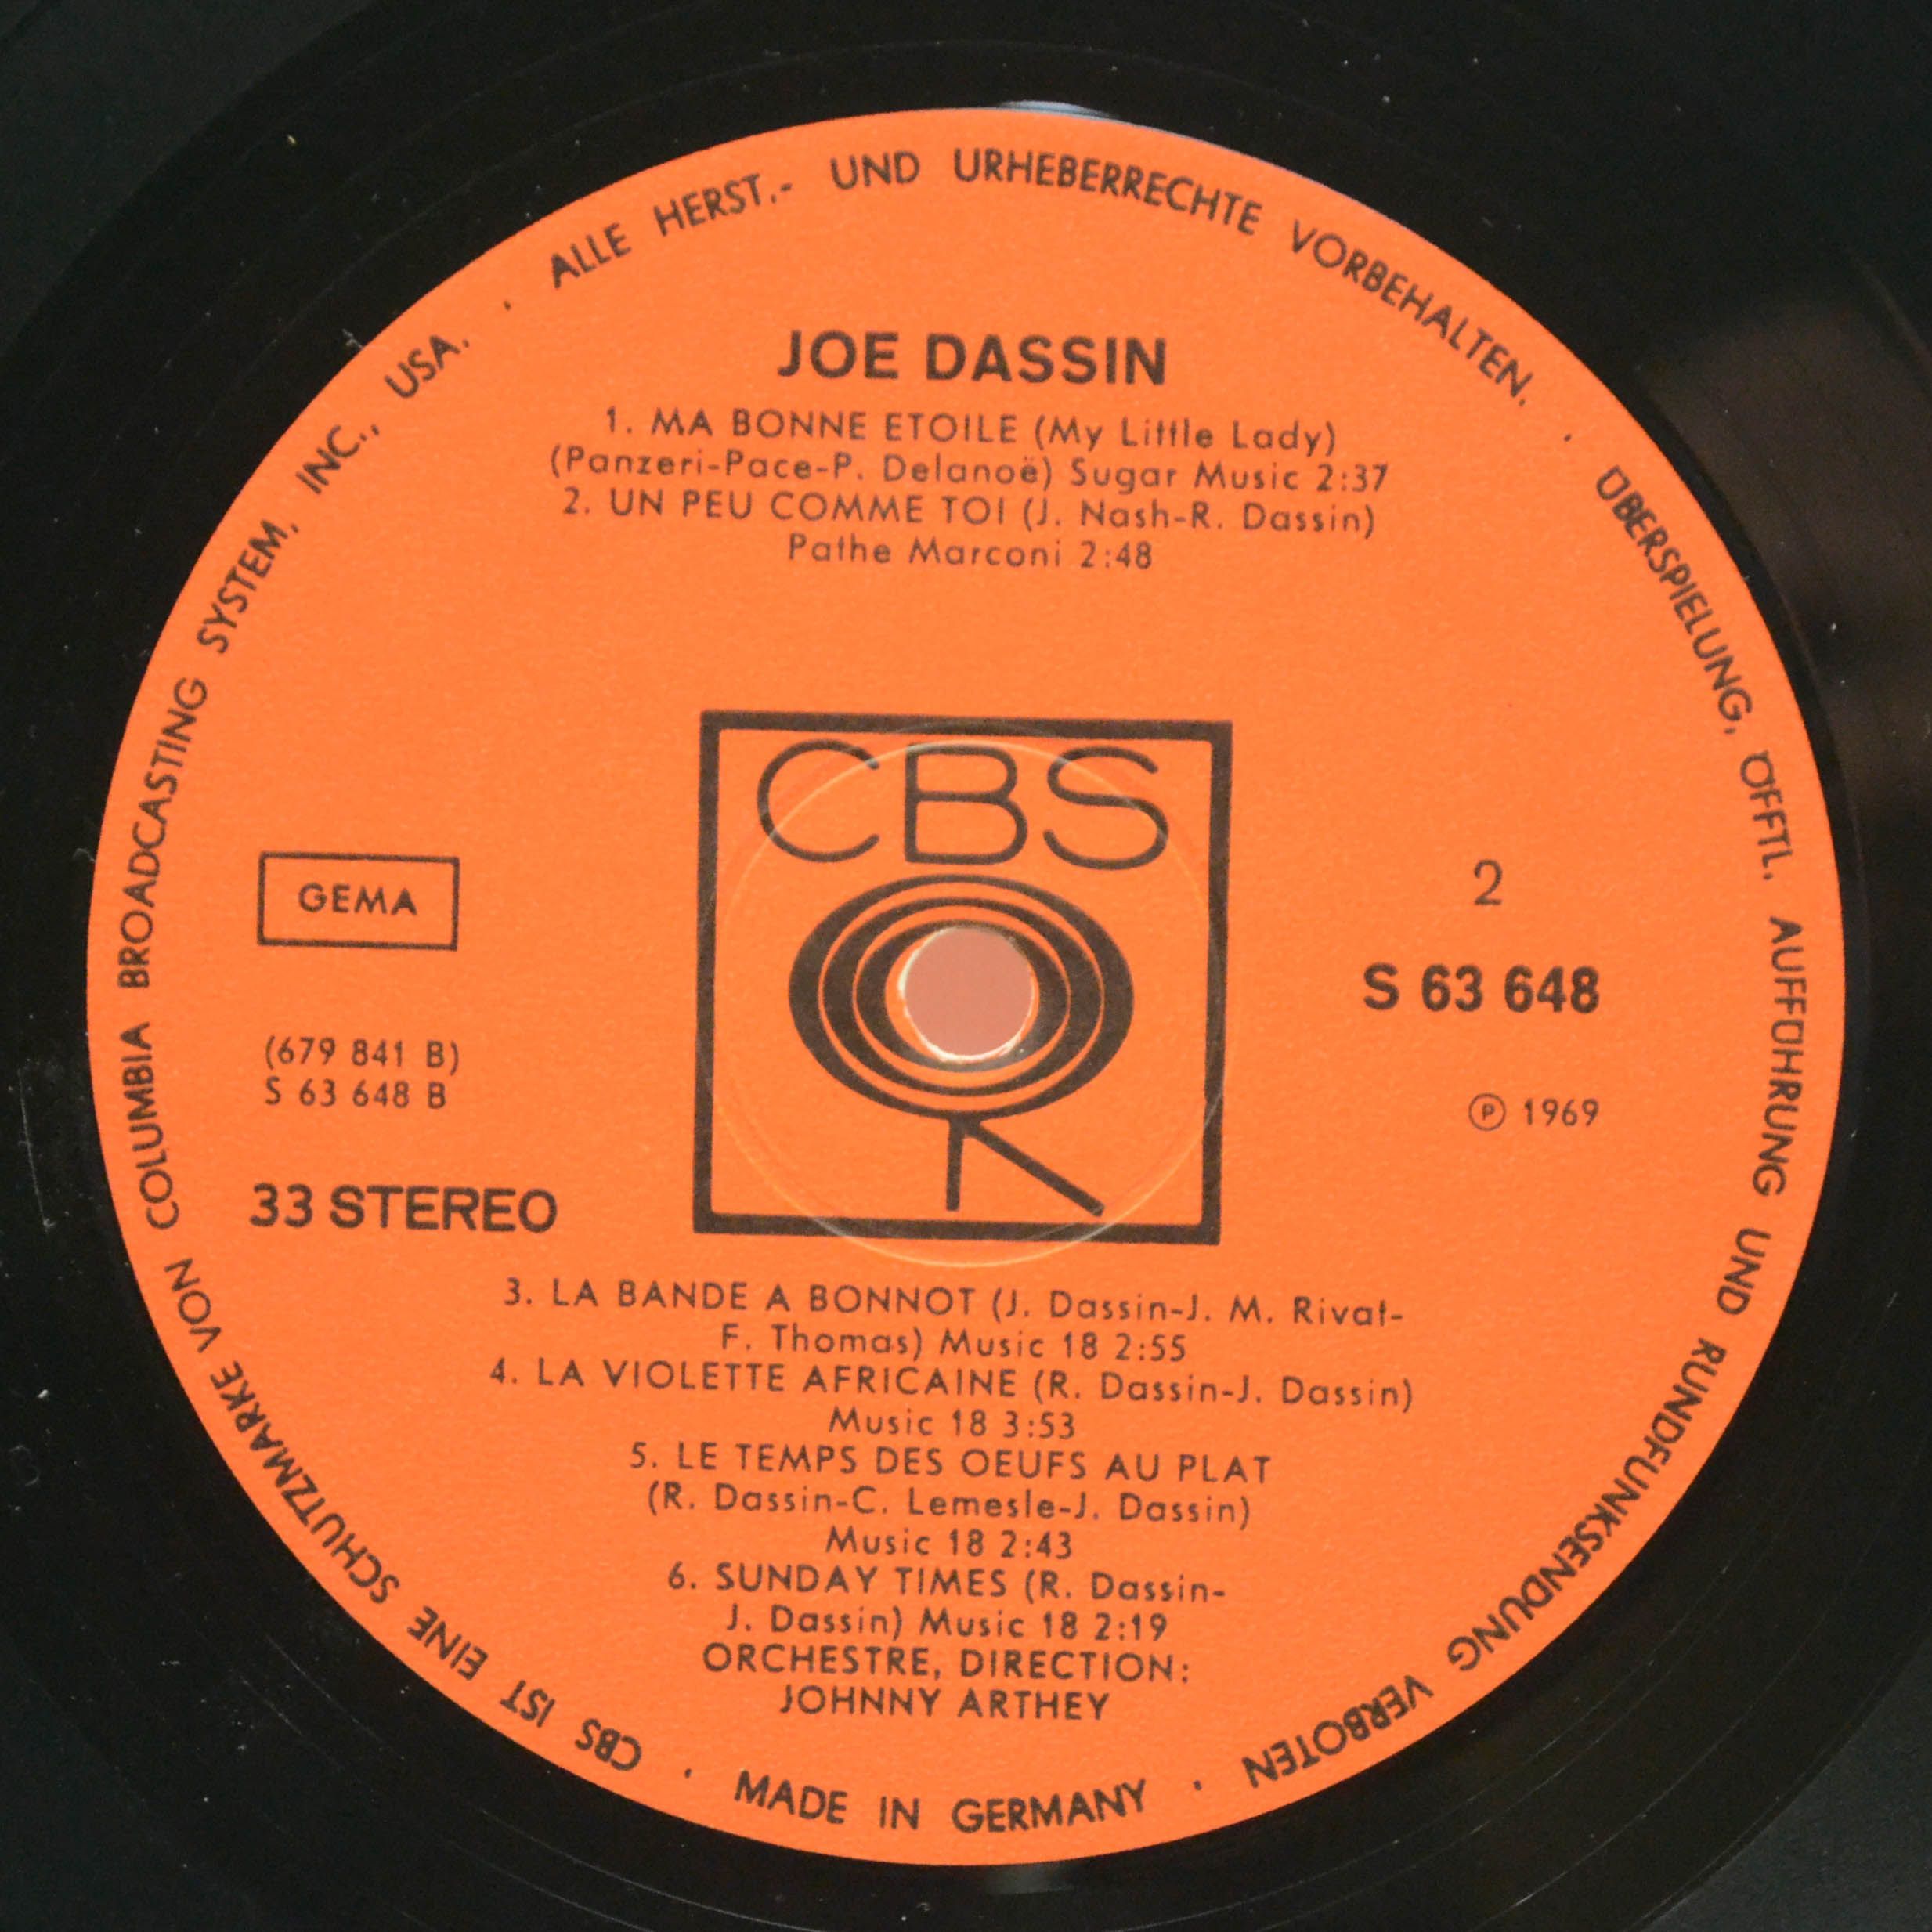 ALLE HERST.- UND URHEBERRECHTE VORBEHALTEN. · ÜBERSPIELUNG, ÖFFTL. AUFFÜHRUNG UND RUNDFUNKSENDUNG VERBOTEN · MADE IN GERMANY · CBS IST EINE SCHUTZMARKE VON COLUMBIA BROADCASTING SYSTEM, INC., USA. ·
JOE DASSIN
1. MA BONNE ETOILE (My Little Lady)
(Panzeri-Pace-P. Delanoë) Sugar Music 2:37
2. UN PEU COMME TOI (J. Nash-R. Dassin)
Pathe Marconi 2:48
CBS
GEMA
(679 841 B)
S 63 648 B
33 STEREO
2
S 63 648
℗ 1969
3. LA BANDE A BONNOT (J. Dassin-J. M. Rivat-
F. Thomas) Music 18 2:55
4. LA VIOLETTE AFRICAINE (R. Dassin-J. Dassin)
Music 18 3:53
5. LE TEMPS DES OEUFS AU PLAT
(R. Dassin-C. Lemesle-J. Dassin)
Music 18 2:43
6. SUNDAY TIMES (R. Dassin-
J. Dassin) Music 18 2:19
ORCHESTRE, DIRECTION:
JOHNNY ARTHEY